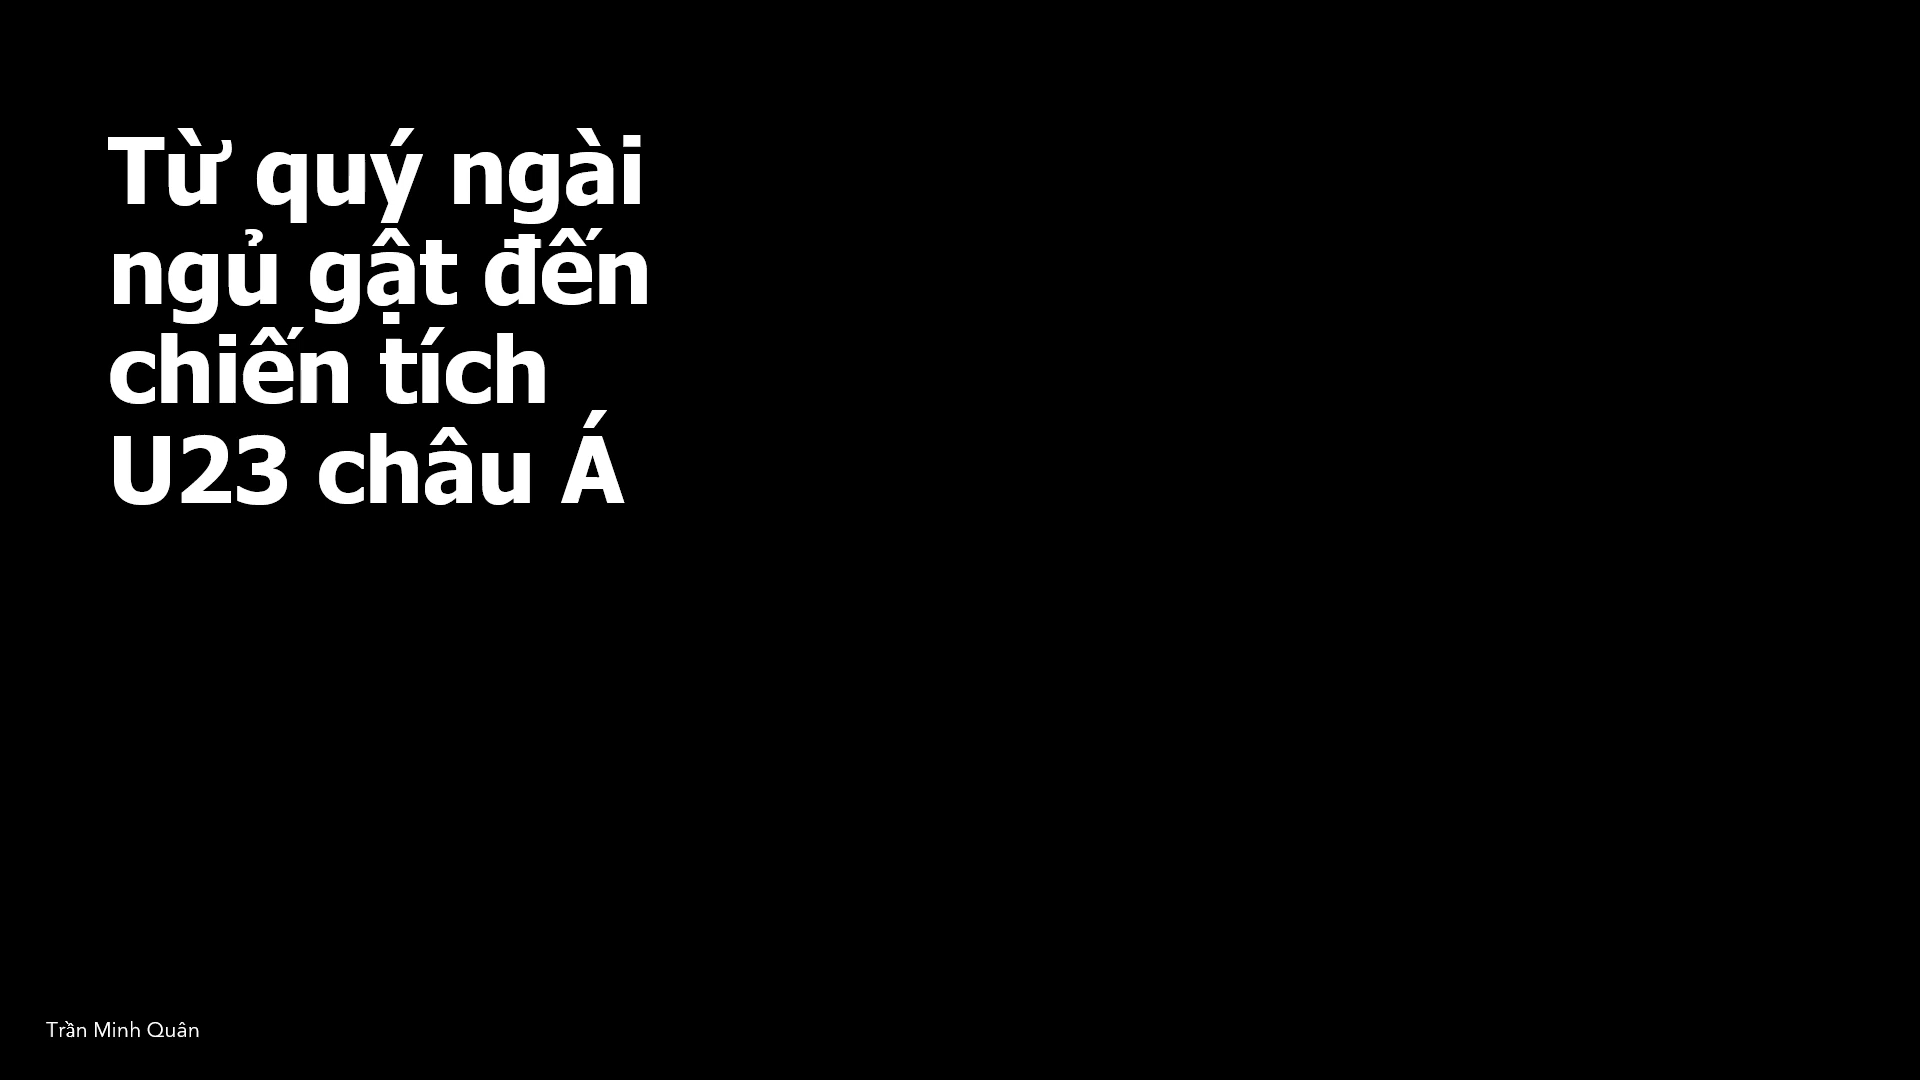 Từ quý ngài
ngủ gật đến
chiến tích
U23 châu Á
Trần Minh Quân